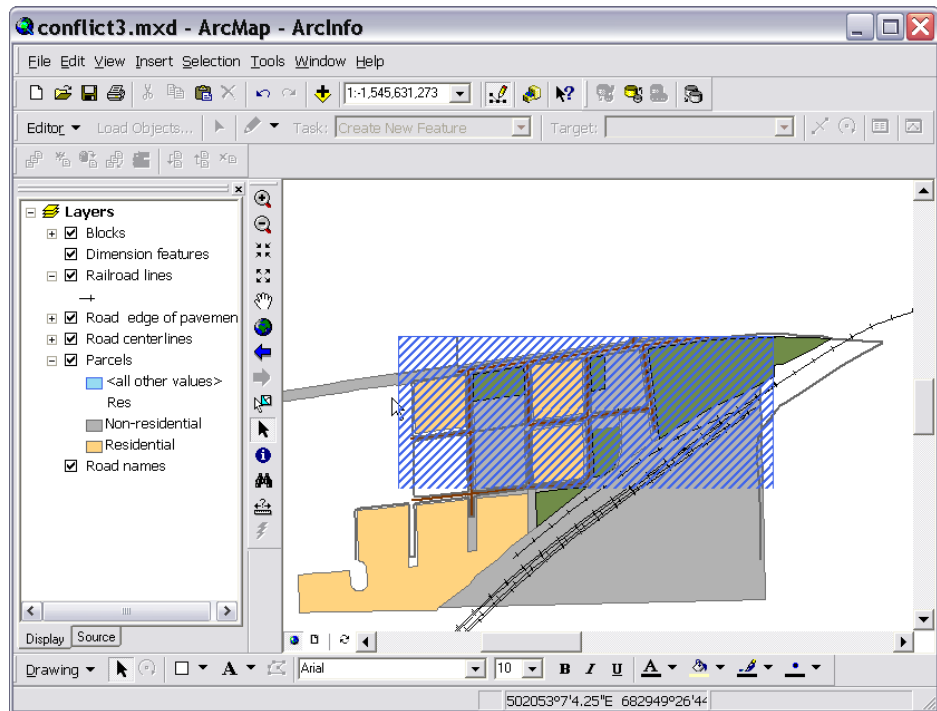 conflict3.mxd - ArcMap - ArcInfo
File Edit View Insert Selection Tools Window Help
1:-1,545,631,273
Editor Load Objects... Task: Create New Feature Target:
Layers
Blocks
Dimension features
Railroad lines
Road edge of pavemen
Road centerlines
Parcels
<all other values>
Res
Non-residential
Residential
Road names
Display Source
Drawing A Arial 10 B I U A
502053°7'4.25"E 682949°26'44